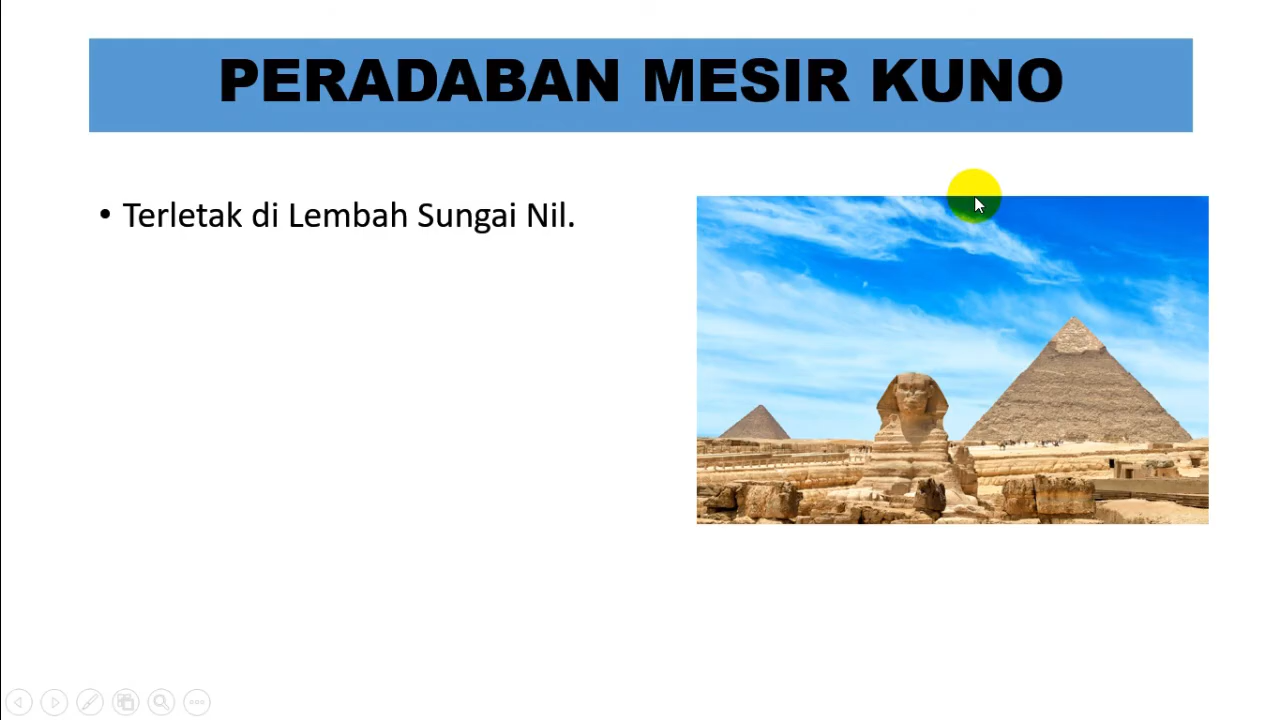 PERADABAN MESIR KUNO
• Terletak di Lembah Sungai Nil.